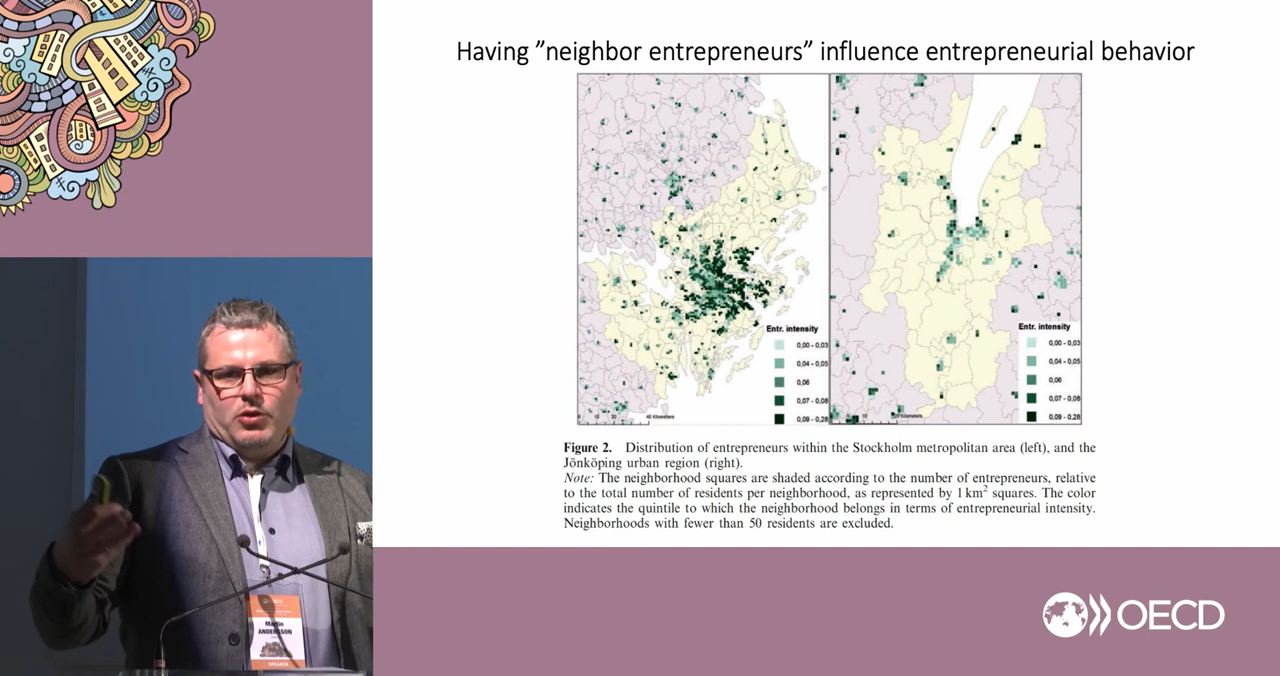 Having ”neighbor entrepreneurs” influence entrepreneurial behavior
Entr. intensity
0,00 - 0,03
0,04 - 0,05
0,06
0,07 - 0,08
0,09 - 0,28
40 Kilometers
Entr. intensity
0,00 - 0,03
0,04 - 0,05
0,06
0,07 - 0,08
0,09 - 0,28
Kilometers
Figure 2. Distribution of entrepreneurs within the Stockholm metropolitan area (left), and the
Jönköping urban region (right).
Note: The neighborhood squares are shaded according to the number of entrepreneurs, relative
to the total number of residents per neighborhood, as represented by 1 km² squares. The color
indicates the quintile to which the neighborhood belongs in terms of entrepreneurial intensity.
Neighborhoods with fewer than 50 residents are excluded.
Martin
ANDERSSON
SPEAKER
OECD